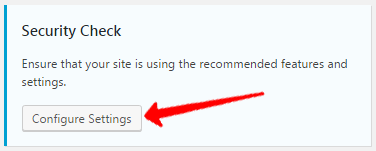 Security Check
Ensure that your site is using the recommended features and
settings.
Configure Settings